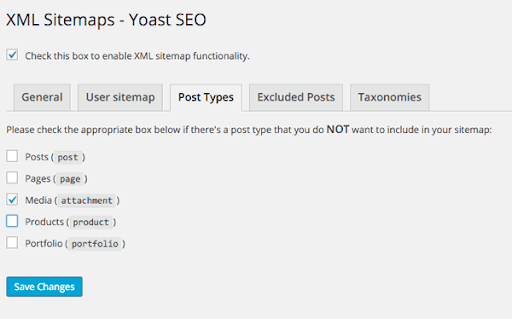 XML Sitemaps - Yoast SEO
Check this box to enable XML sitemap functionality.
General User sitemap Post Types Excluded Posts Taxonomies
Please check the appropriate box below if there's a post type that you do NOT want to include in your sitemap:
Posts ( post )
Pages ( page )
Media ( attachment )
Products ( product )
Portfolio ( portfolio )
Save Changes